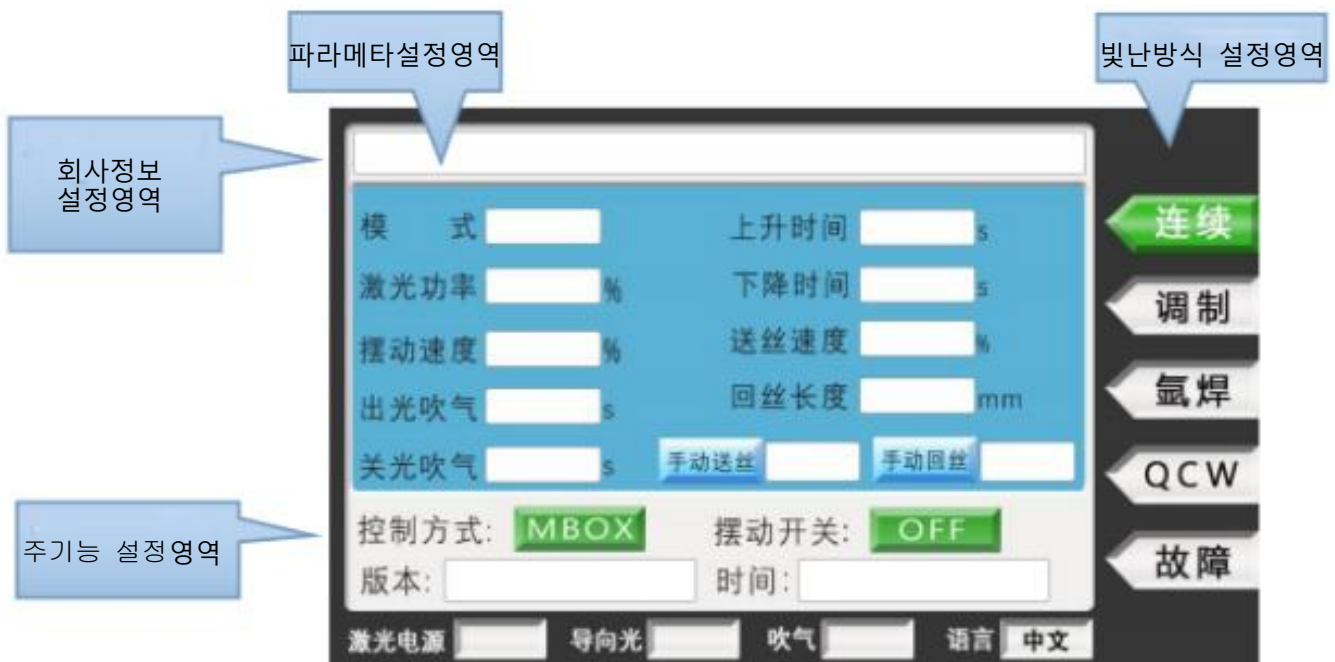 파라메타설정영역
빛난방식 설정영역
회사정보
설정영역
模 式
上升时间 s
连续
激光功率 %
下降时间 s
调制
摆动速度 %
送丝速度 %
出光吹气 s
回丝长度 mm
氩焊
关光吹气 s
手动送丝
手动回丝
QCW
주기능 설정영역
控制方式: MBOX
摆动开关: OFF
故障
版本:
时间:
激光电源
导向光
吹气
语言 中文